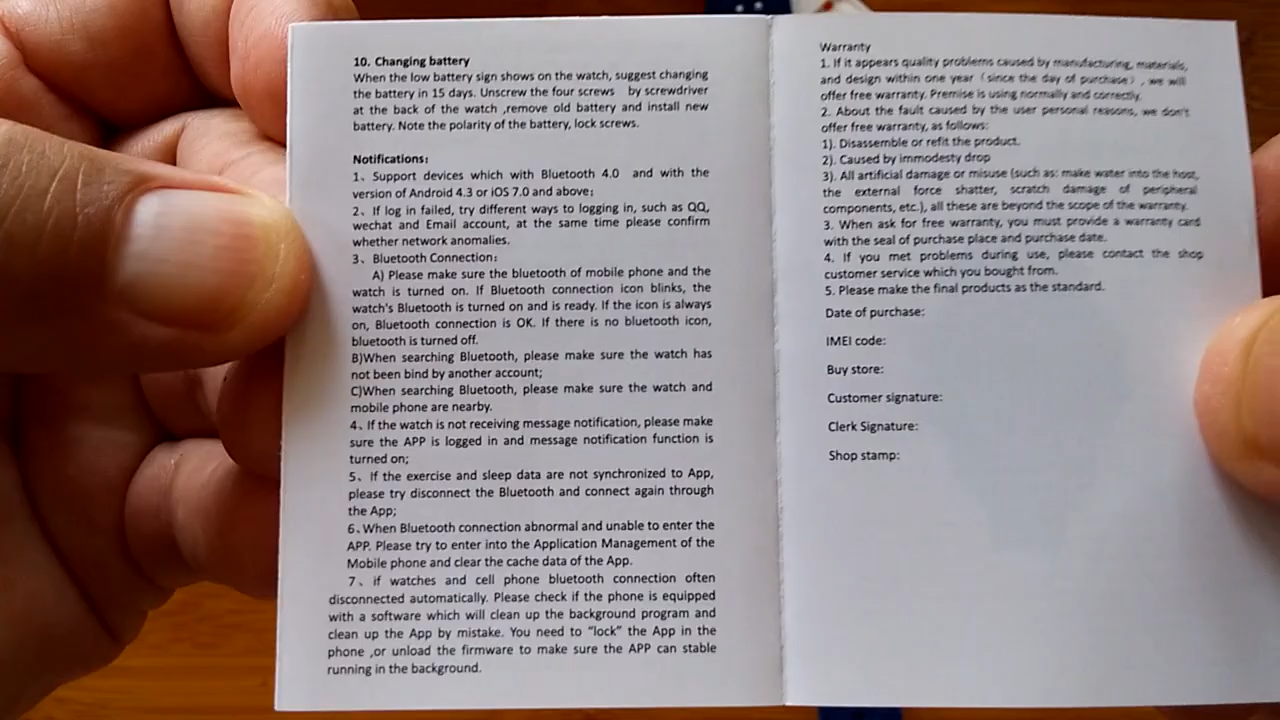 10. Changing battery
When the low battery sign shows on the watch, suggest changing
the battery in 15 days. Unscrew the four screws by screwdriver
at the back of the watch ,remove old battery and install new
battery. Note the polarity of the battery, lock screws.
Notifications:
1、Support devices which with Bluetooth 4.0 and with the
version of Android 4.3 or iOS 7.0 and above;
2、If log in failed, try different ways to logging in, such as QQ,
wechat and Email account, at the same time please confirm
whether network anomalies.
3、Bluetooth Connection:
A) Please make sure the bluetooth of mobile phone and the
watch is turned on. If Bluetooth connection icon blinks, the
watch's Bluetooth is turned on and is ready. If the icon is always
on, Bluetooth connection is OK. If there is no bluetooth icon,
bluetooth is turned off.
B)When searching Bluetooth, please make sure the watch has
not been bind by another account;
C)When searching Bluetooth, please make sure the watch and
mobile phone are nearby.
4、If the watch is not receiving message notification, please make
sure the APP is logged in and message notification function is
turned on;
5、If the exercise and sleep data are not synchronized to App,
please try disconnect the Bluetooth and connect again through
the App;
6、When Bluetooth connection abnormal and unable to enter the
APP. Please try to enter into the Application Management of the
Mobile phone and clear the cache data of the App.
7、if watches and cell phone bluetooth connection often
disconnected automatically. Please check if the phone is equipped
with a software which will clean up the background program and
clean up the App by mistake. You need to “lock” the App in the
phone ,or unload the firmware to make sure the APP can stable
running in the background.
Warranty
1. If it appears quality problems caused by manufacturing, materials,
and design within one year（since the day of purchase）, we will
offer free warranty. Premise is using normally and correctly.
2. About the fault caused by the user personal reasons, we don't
offer free warranty, as follows:
1). Disassemble or refit the product.
2). Caused by immodesty drop
3). All artificial damage or misuse (such as: make water into the host,
the external force shatter, scratch damage of peripheral
components, etc.), all these are beyond the scope of the warranty.
3. When ask for free warranty, you must provide a warranty card
with the seal of purchase place and purchase date.
4. If you met problems during use, please contact the shop
customer service which you bought from.
5. Please make the final products as the standard.
Date of purchase:
IMEI code:
Buy store:
Customer signature:
Clerk Signature:
Shop stamp: